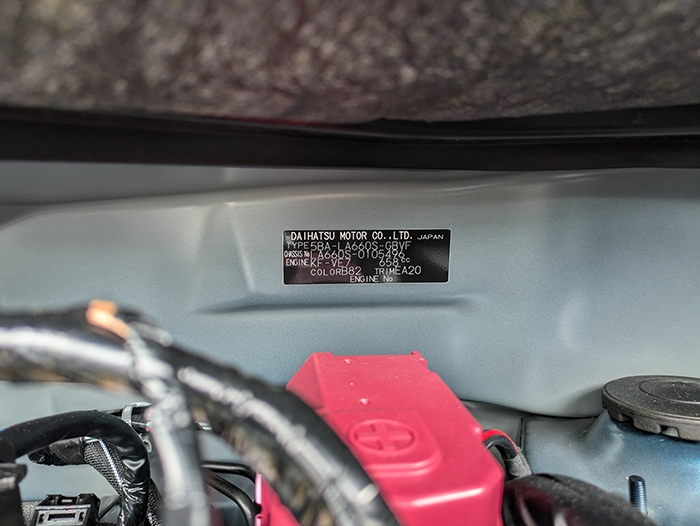 DAIHATSU MOTOR CO.,LTD. JAPAN
TYPE 5BA-LA660S-GBVF
CHASSIS No LA660S-0105496
ENGINE KF-VE7 658cc
COLOR B82 TRIM EA20
ENGINE No